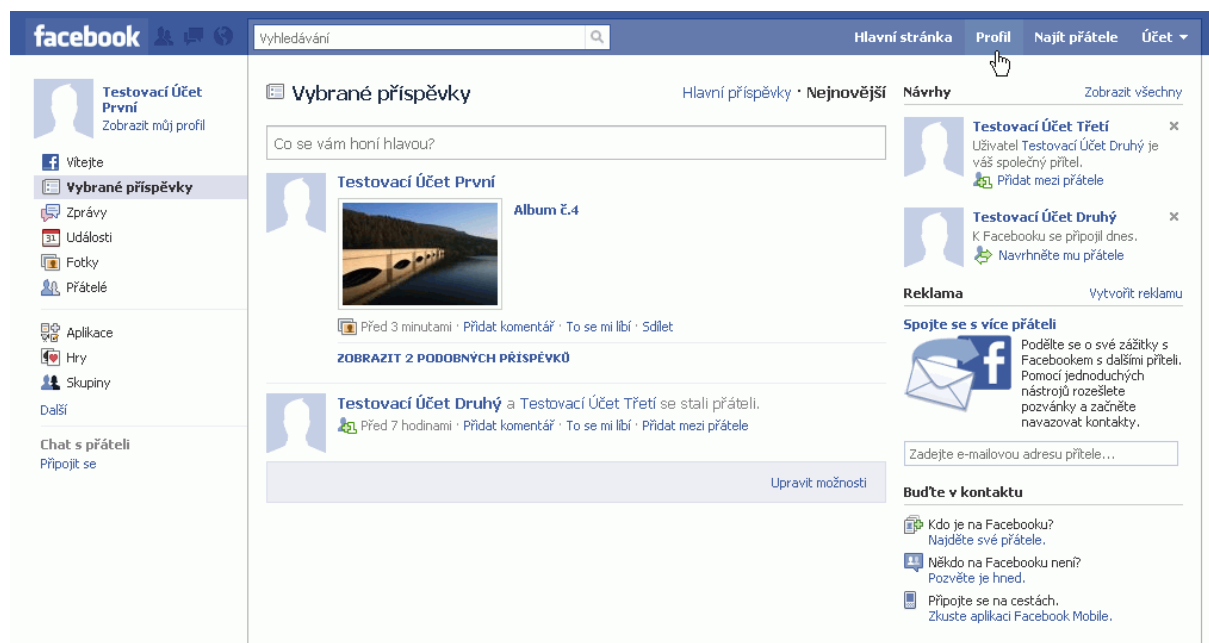 facebook
Vyhledávání
Hlavní stránka Profil Najít přátele Účet
Testovací Účet
První
Zobrazit můj profil
Vítejte
Vybrané příspěvky
Zprávy
31 Události
Fotky
Přátelé
Aplikace
Hry
Skupiny
Další
Chat s přáteli
Připojit se
Vybrané příspěvky
Hlavní příspěvky · Nejnovější
Co se vám honí hlavou?
Testovací Účet První
Album č.4
Před 3 minutami · Přidat komentář · To se mi líbí · Sdílet
ZOBRAZIT 2 PODOBNÝCH PŘÍSPĚVKŮ
Testovací Účet Druhý a Testovací Účet Třetí se stali přáteli.
Před 7 hodinami · Přidat komentář · To se mi líbí · Přidat mezi přátele
Upravit možnosti
Návrhy Zobrazit všechny
Testovací Účet Třetí
Uživatel Testovací Účet Druhý je
váš společný přítel.
Přidat mezi přátele
Testovací Účet Druhý
K Facebooku se připojil dnes.
Navrhněte mu přátele
Reklama Vytvořit reklamu
Spojte se s více přáteli
Podělte se o své zážitky s
Facebookem s dalšími přáteli.
Pomocí jednoduchých
nástrojů rozešlete
pozvánky a začněte
navazovat kontakty.
Zadejte e-mailovou adresu přítele...
Buďte v kontaktu
Kdo je na Facebooku?
Najděte své přátele.
Někdo na Facebooku není?
Pozvěte je hned.
Připojte se na cestách.
Zkuste aplikaci Facebook Mobile.